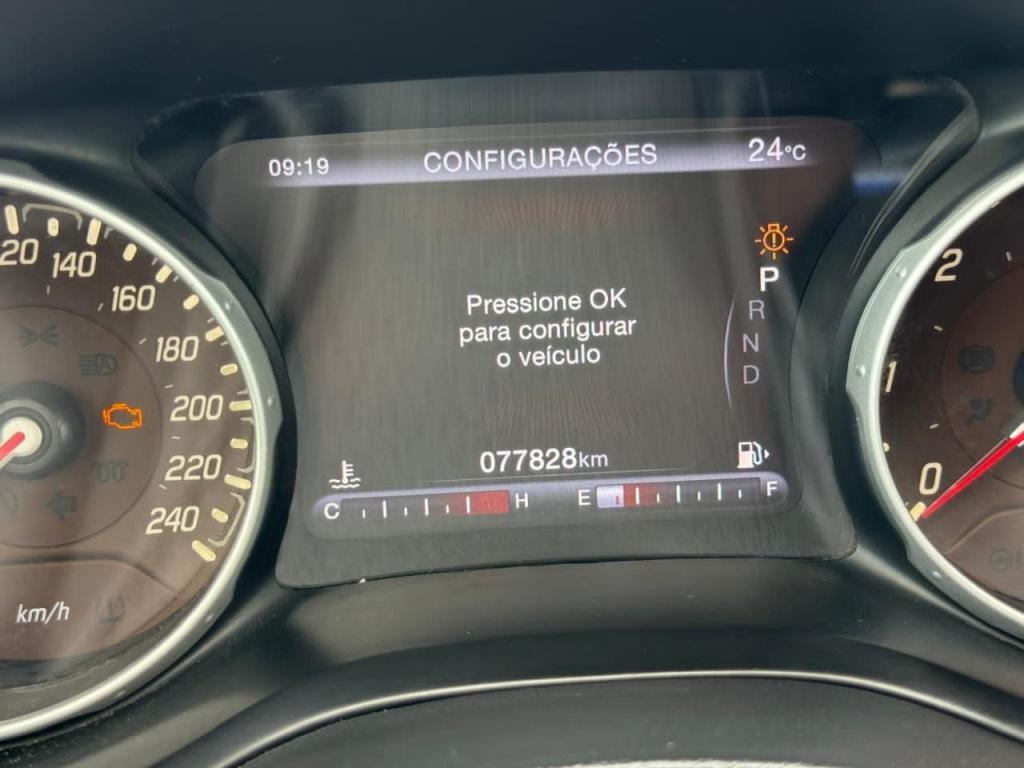 09:19 CONFIGURAÇÕES 24°C
Pressione OK
para configurar
o veículo
P
R
N
D
077828km
C H E F
120
140
160
180
200
220
240
km/h
2
1
0